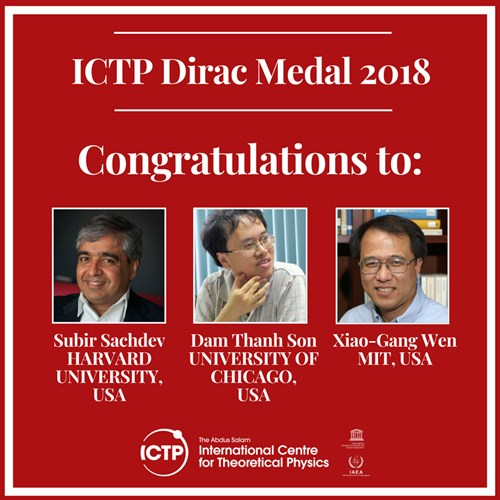 ICTP Dirac Medal 2018
Congratulations to:
Subir Sachdev
HARVARD
UNIVERSITY,
USA
Dam Thanh Son
UNIVERSITY OF
CHICAGO,
USA
Xiao-Gang Wen
MIT, USA
ICTP
The Abdus Salam
International Centre
for Theoretical Physics
IAEA